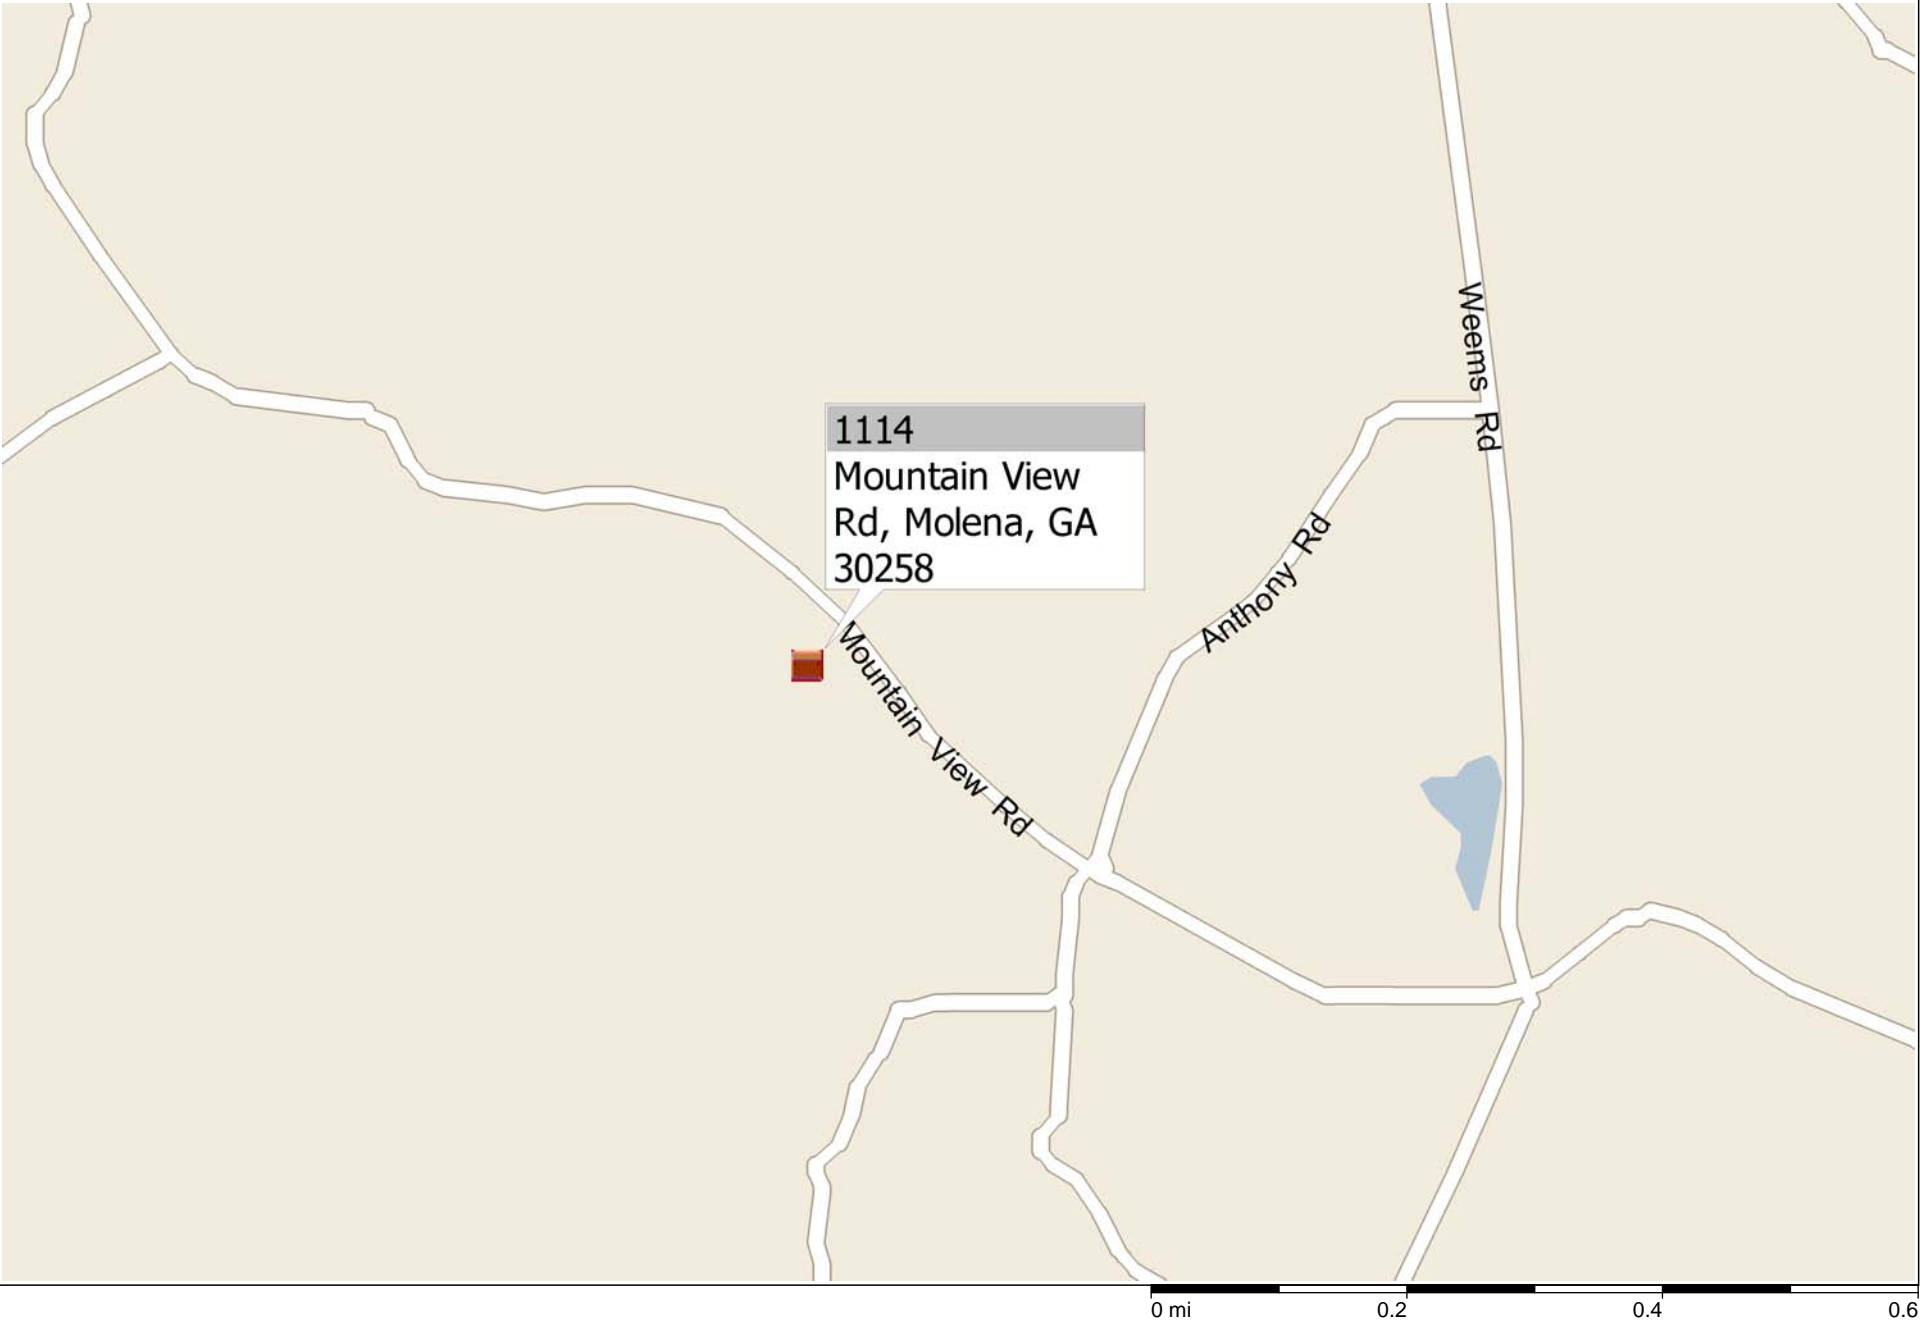 Weems Rd
1114
Mountain View
Rd, Molena, GA
30258
Anthony Rd
Mountain View Rd
0 mi 0.2 0.4 0.6